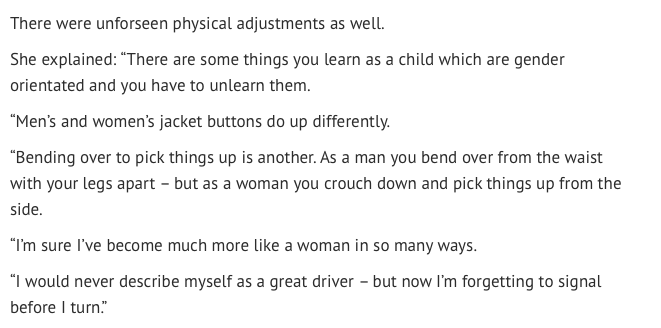 There were unforseen physical adjustments as well.
She explained: “There are some things you learn as a child which are gender
orientated and you have to unlearn them.
“Men’s and women’s jacket buttons do up differently.
“Bending over to pick things up is another. As a man you bend over from the waist
with your legs apart – but as a woman you crouch down and pick things up from the
side.
“I’m sure I’ve become much more like a woman in so many ways.
“I would never describe myself as a great driver – but now I’m forgetting to signal
before I turn.”